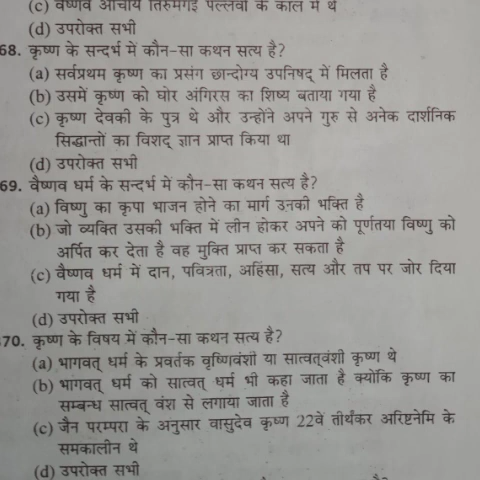 (c) वैष्णव आचार्य तिरुमंगई पल्लवों के काल में थे
(d) उपरोक्त सभी
68. कृष्ण के सन्दर्भ में कौन-सा कथन सत्य है?
(a) सर्वप्रथम कृष्ण का प्रसंग छान्दोग्य उपनिषद् में मिलता है
(b) उसमें कृष्ण को घोर अंगिरस का शिष्य बताया गया है
(c) कृष्ण देवकी के पुत्र थे और उन्होंने अपने गुरु से अनेक दार्शनिक
सिद्धान्तों का विशद् ज्ञान प्राप्त किया था
(d) उपरोक्त सभी
69. वैष्णव धर्म के सन्दर्भ में कौन-सा कथन सत्य है?
(a) विष्णु का कृपा भाजन होने का मार्ग उनकी भक्ति है
(b) जो व्यक्ति उसकी भक्ति में लीन होकर अपने को पूर्णतया विष्णु को
अर्पित कर देता है वह मुक्ति प्राप्त कर सकता है
(c) वैष्णव धर्म में दान, पवित्रता, अहिंसा, सत्य और तप पर जोर दिया
गया है
(d) उपरोक्त सभी
70. कृष्ण के विषय में कौन-सा कथन सत्य है?
(a) भागवत् धर्म के प्रवर्तक वृष्णिवंशी या सात्वत्वंशी कृष्ण थे
(b) भागवत् धर्म को सात्वत् धर्म भी कहा जाता है क्योंकि कृष्ण का
सम्बन्ध सात्वत् वंश से लगाया जाता है
(c) जैन परम्परा के अनुसार वासुदेव कृष्ण 22वें तीर्थंकर अरिष्टनेमि के
समकालीन थे
(d) उपरोक्त सभी